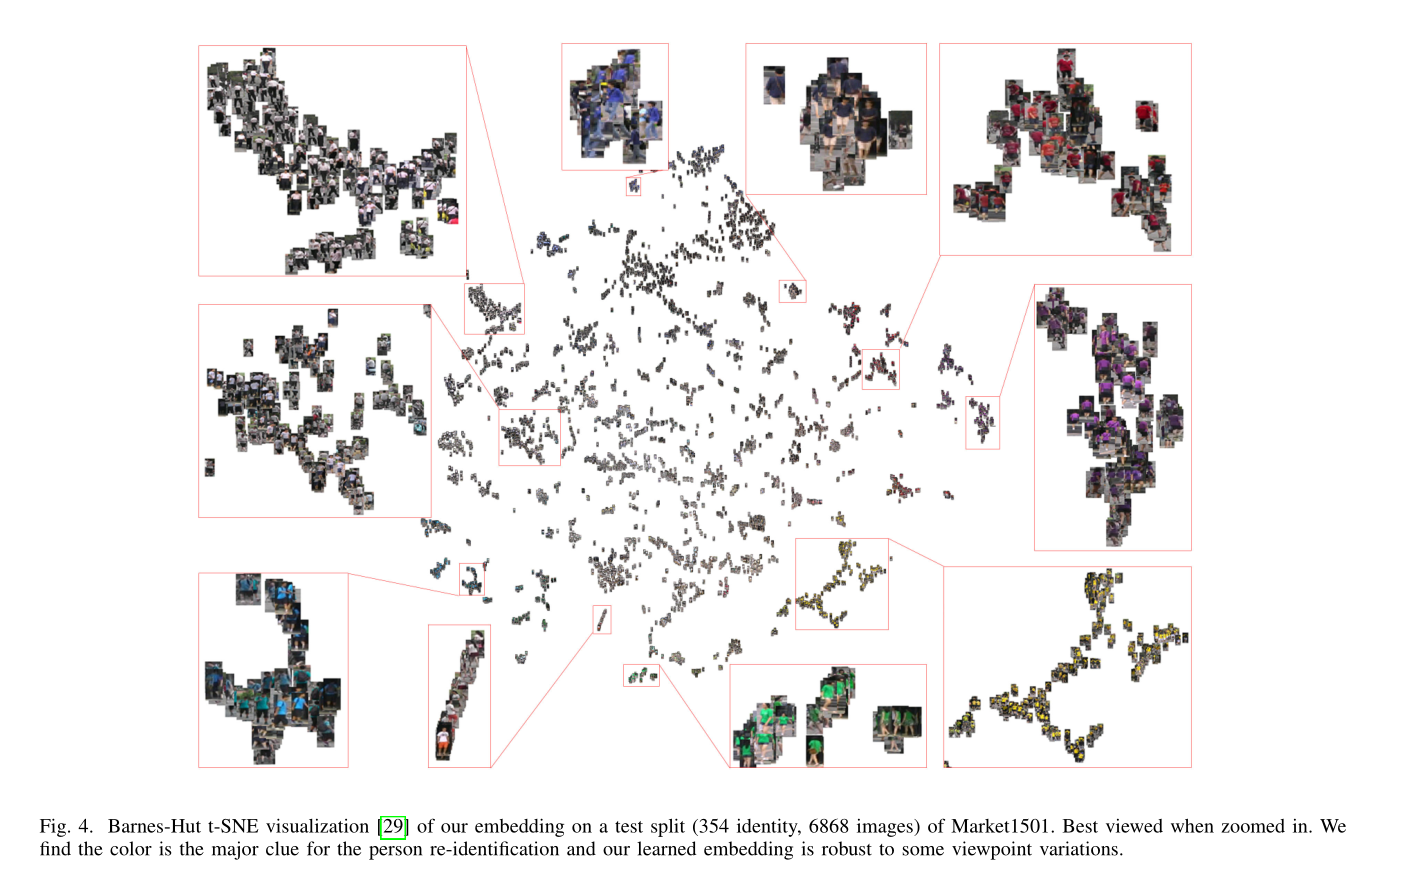 Fig. 4. Barnes-Hut t-SNE visualization [29] of our embedding on a test split (354 identity, 6868 images) of Market1501. Best viewed when zoomed in. We
find the color is the major clue for the person re-identification and our learned embedding is robust to some viewpoint variations.